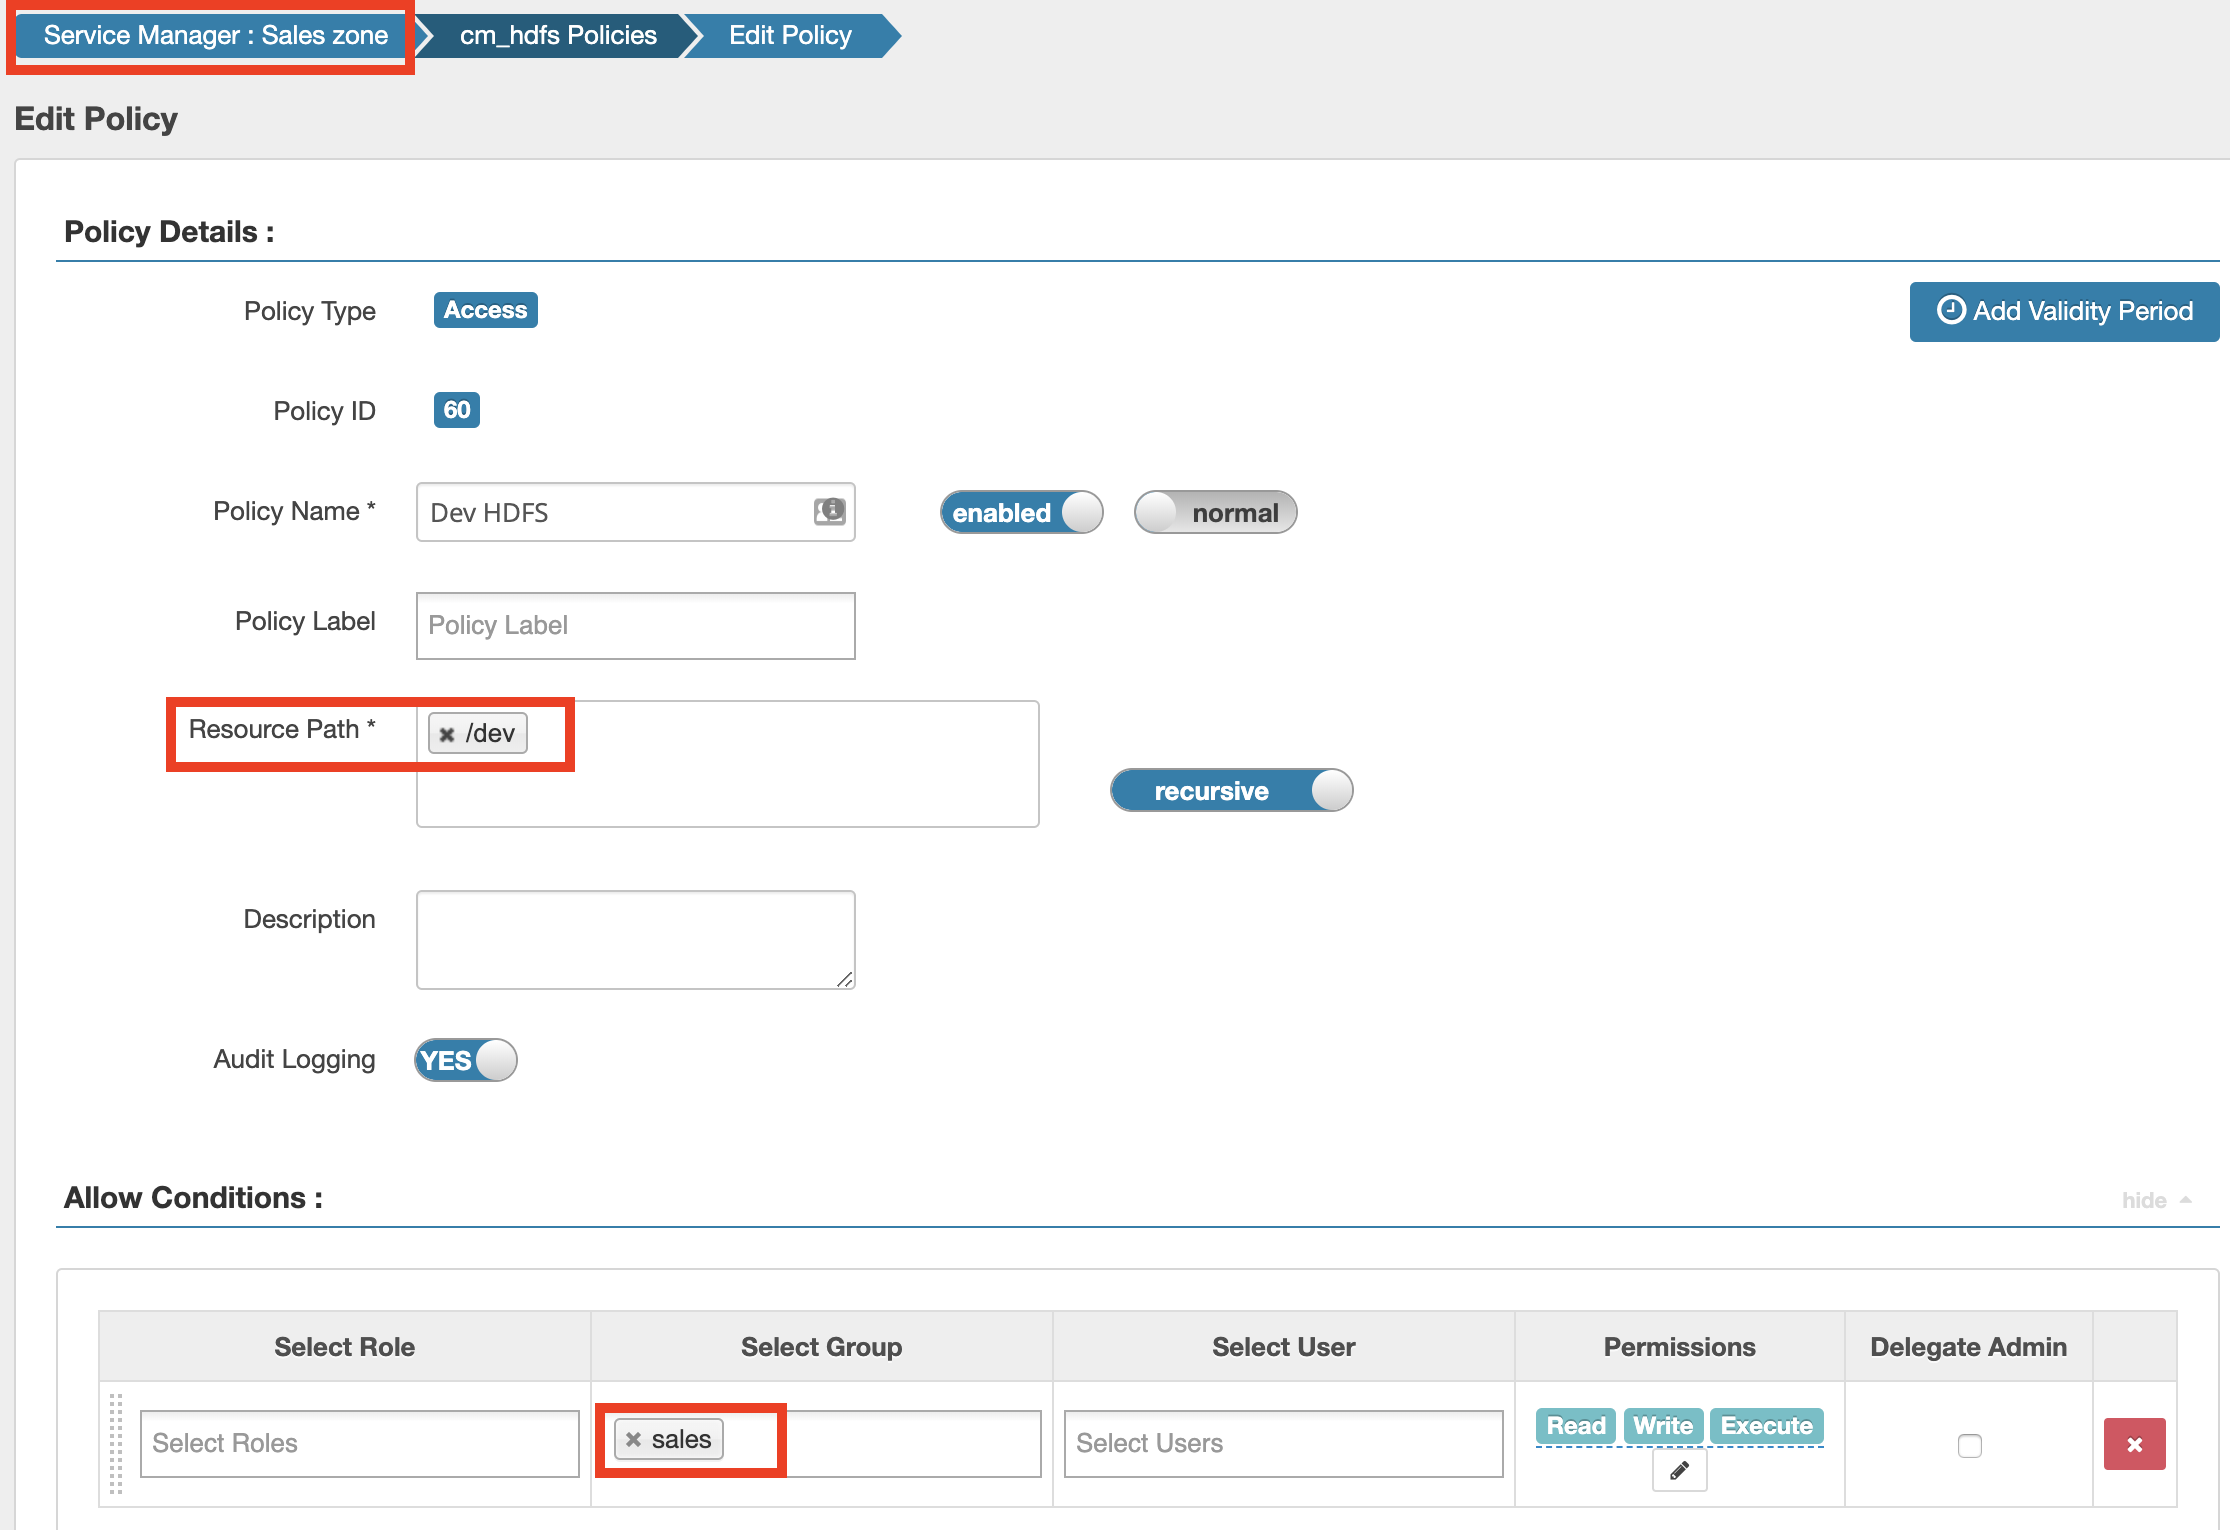 Service Manager : Sales zone cm_hdfs Policies Edit Policy
Edit Policy
Policy Details :
Policy Type Access Add Validity Period
Policy ID 60
Policy Name * Dev HDFS enabled normal
Policy Label Policy Label
Resource Path * /dev
recursive
Description
Audit Logging YES
Allow Conditions : hide
Select Role Select Group Select User Permissions Delegate Admin
Select Roles sales Select Users Read Write Execute